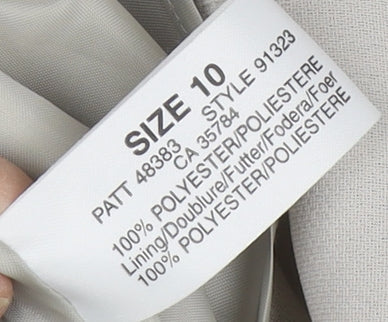 SIZE 10
PATT 48383 STYLE 91323
CA 35784
100% POLYESTER/POLIESTERE
Lining/Doublure/Futter/Fodera/Foer
100% POLYESTER/POLIESTERE